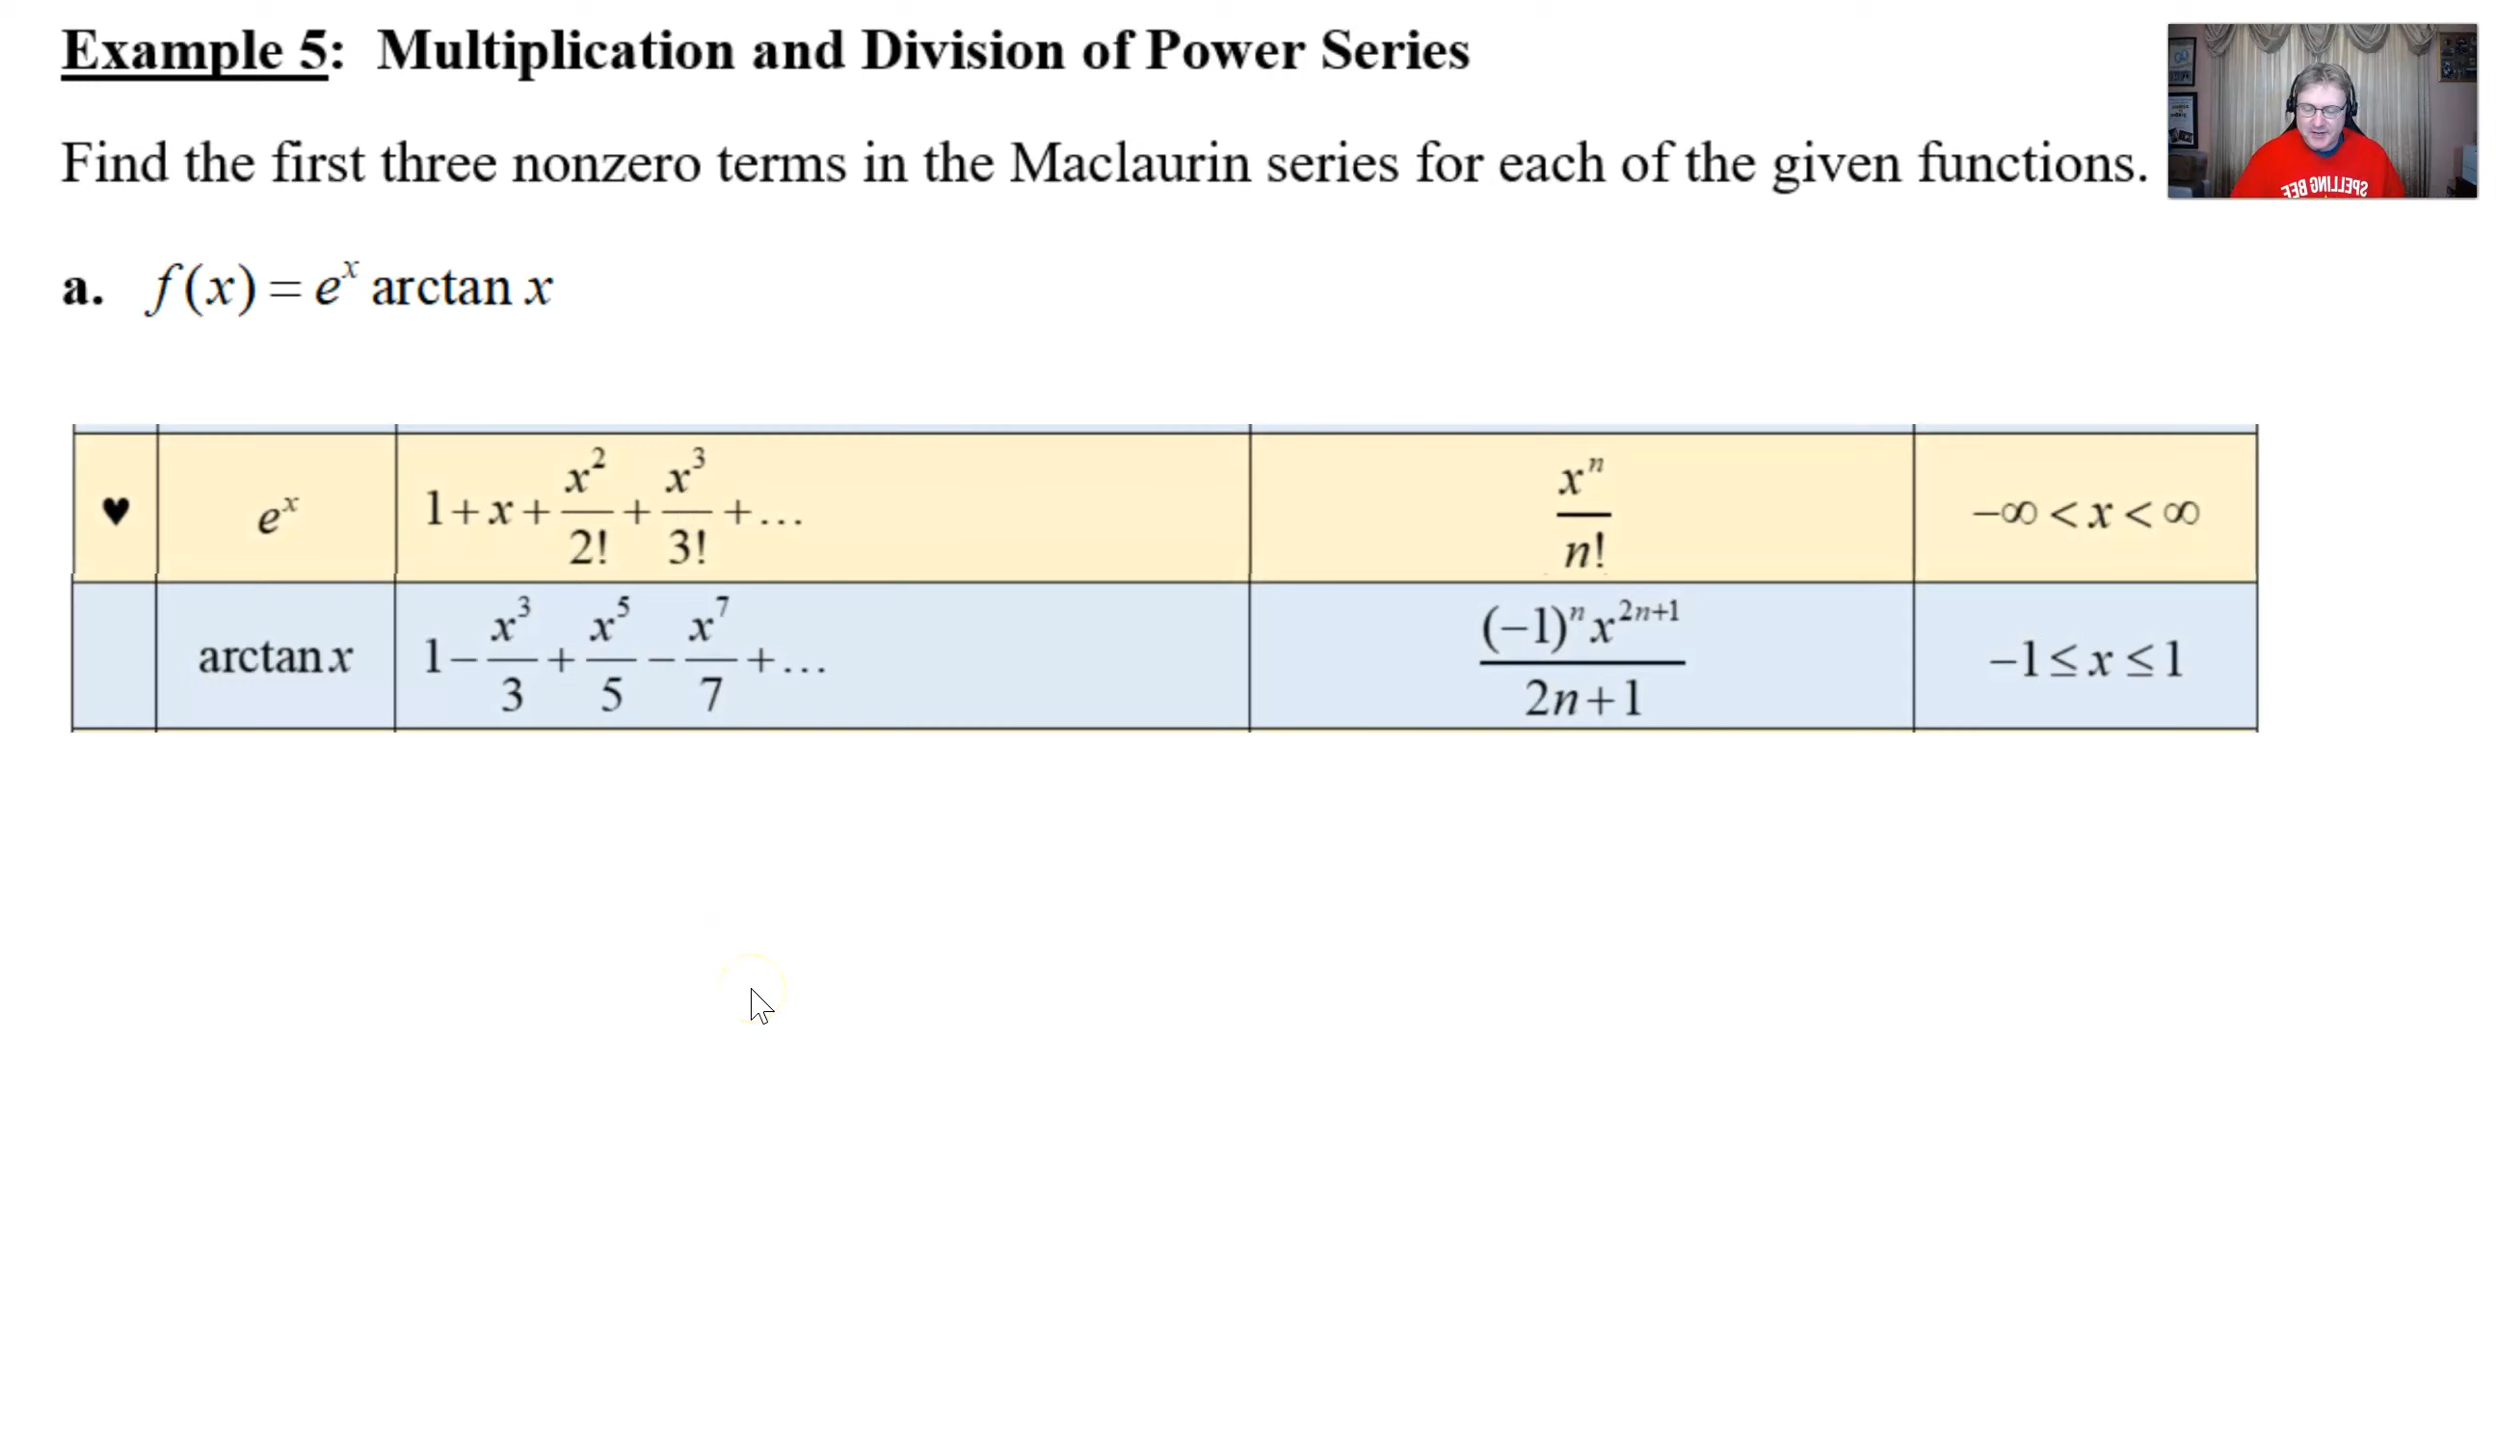 Example 5: Multiplication and Division of Power Series
Find the first three nonzero terms in the Maclaurin series for each of the given functions.
SPELLING BEE
a. f(x) = e^x arctan x
♥ e^x 1+x+x^2/2!+x^3/3!+... x^n/n! −∞<x<∞
arctan x 1−x^3/3+x^5/5−x^7/7+... (−1)^n x^(2n+1)/(2n+1) −1≤x≤1